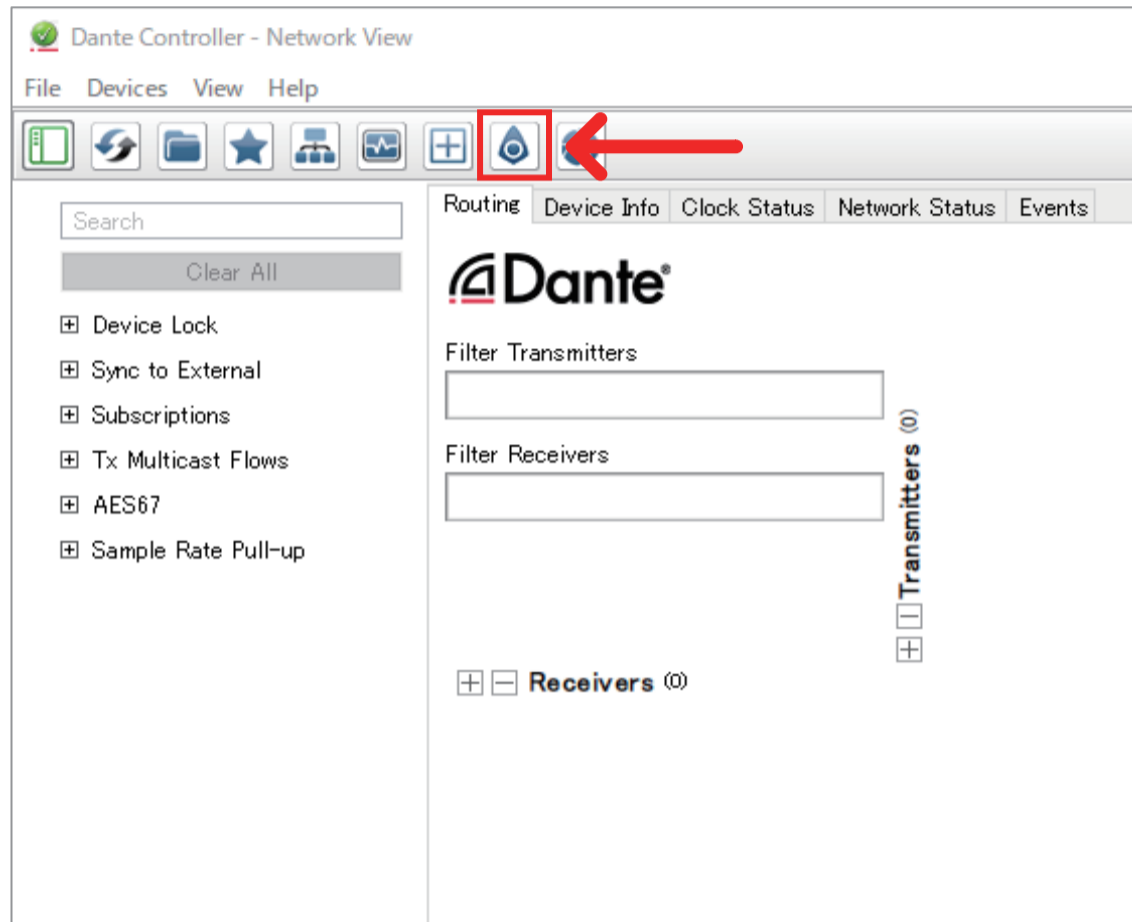 Dante Controller - Network View
File Devices View Help
Search
Clear All
Device Lock
Sync to External
Subscriptions
Tx Multicast Flows
AES67
Sample Rate Pull-up
Routing Device Info Clock Status Network Status Events
Dante®
Filter Transmitters
Filter Receivers
Transmitters (0)
Receivers (0)